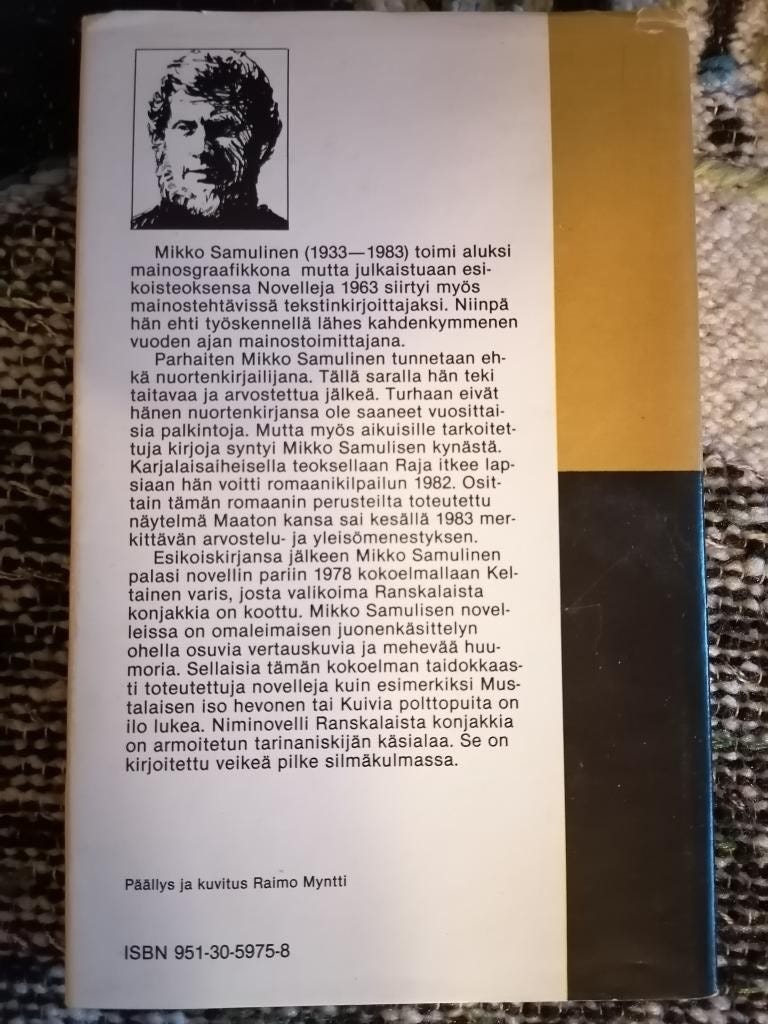 Mikko Samulinen (1933—1983) toimi aluksi
mainosgraafikkona mutta julkaistuaan esi-
koisteoksensa Novelleja 1963 siirtyi myös
mainostehtävissä tekstinkirjoittajaksi. Niinpä
hän ehti työskennellä lähes kahdenkymmenen
vuoden ajan mainostoimittajana.
Parhaiten Mikko Samulinen tunnetaan eh-
kä nuortenkirjailijana. Tällä saralla hän teki
taitavaa ja arvostettua jälkeä. Turhaan eivät
hänen nuortenkirjansa ole saaneet vuosittai-
sia palkintoja. Mutta myös aikuisille tarkoitet-
tuja kirjoja syntyi Mikko Samulisen kynästä.
Karjalaisaiheisella teoksellaan Raja itkee lap-
siaan hän voitti romaanikilpailun 1982. Osit-
tain tämän romaanin perusteilta toteutettu
näytelmä Maaton kansa sai kesällä 1983 mer-
kittävän arvostelu- ja yleisömenestyksen.
Esikoiskirjansa jälkeen Mikko Samulinen
palasi novellin pariin 1978 kokoelmallaan Kel-
tainen varis, josta valikoima Ranskalaista
konjakkia on koottu. Mikko Samulisen novel-
leissa on omaleimaisen juonenkäsittelyn
ohella osuvia vertauskuvia ja mehevää huu-
moria. Sellaisia tämän kokoelman taidokkaas-
ti toteutettuja novelleja kuin esimerkiksi Mus-
talaisen iso hevonen tai Kuivia polttopuita on
ilo lukea. Niminovelli Ranskalaista konjakkia
on armoitetun tarinaniskijän käsialaa. Se on
kirjoitettu veikeä pilke silmäkulmassa.
Päällys ja kuvitus Raimo Myntti
ISBN 951-30-5975-8